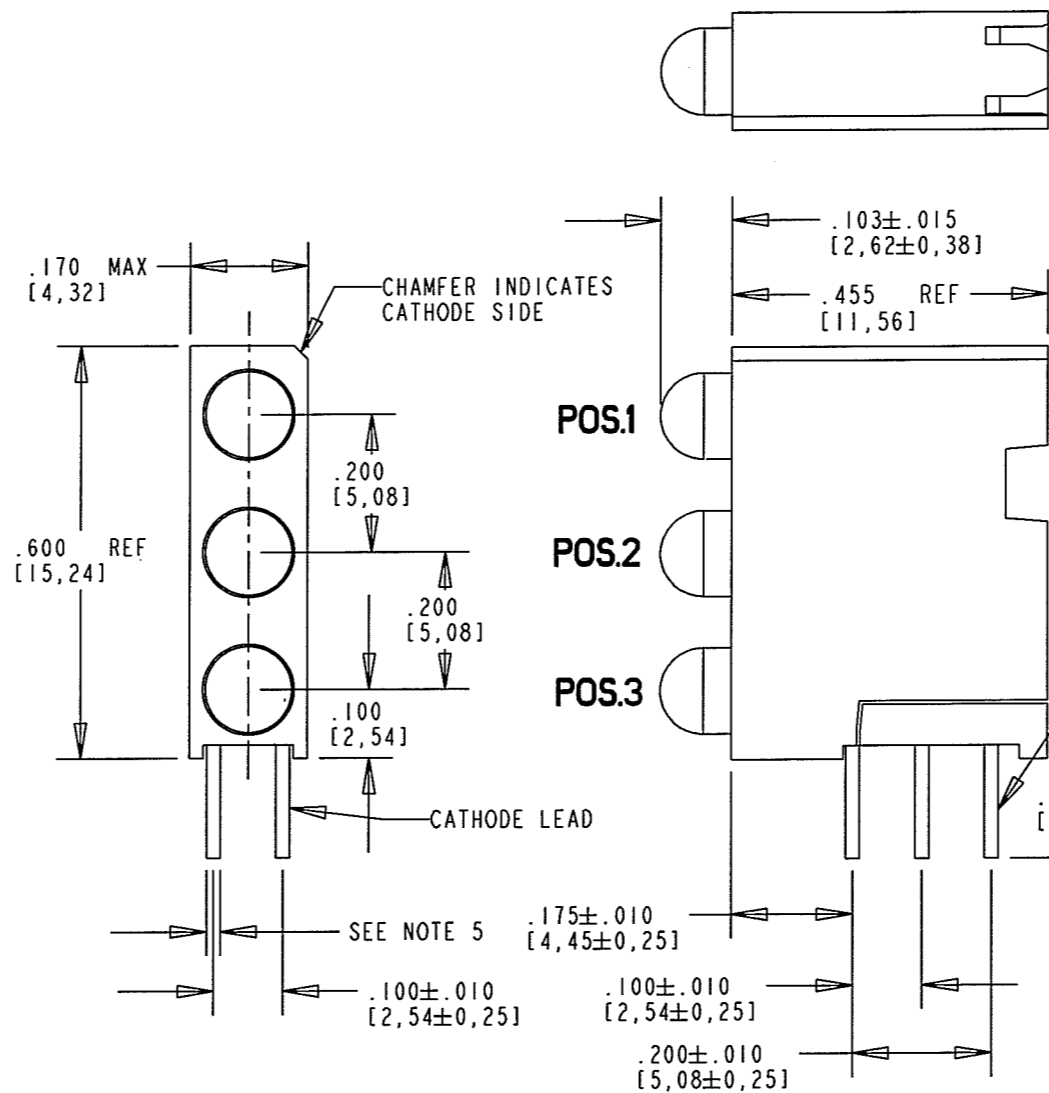 .103±.015
[2,62±0,38]
.170 MAX
[4,32]
CHAMFER INDICATES
CATHODE SIDE
.455 REF
[11,56]
POS.1
.200
[5,08]
.600 REF
[15,24]
POS.2
.200
[5,08]
POS.3
.100
[2,54]
CATHODE LEAD
.
[
SEE NOTE 5
.175±.010
[4,45±0,25]
.100±.010
[2,54±0,25]
.100±.010
[2,54±0,25]
.200±.010
[5,08±0,25]